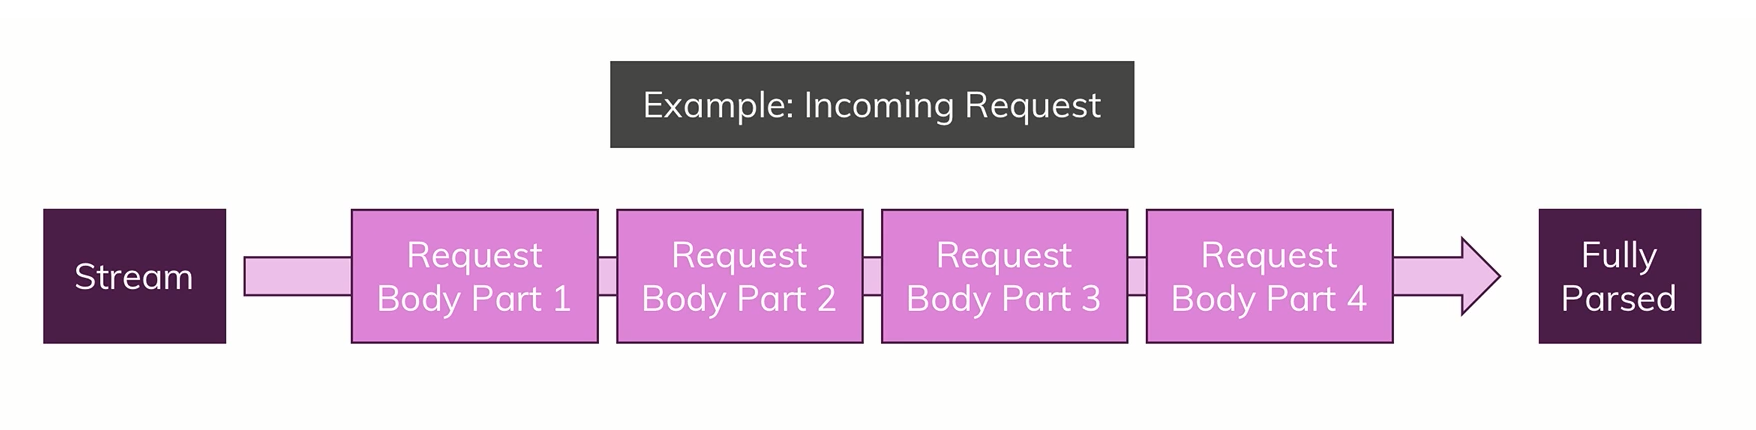 Example: Incoming Request
Stream
Request
Body Part 1
Request
Body Part 2
Request
Body Part 3
Request
Body Part 4
Fully
Parsed